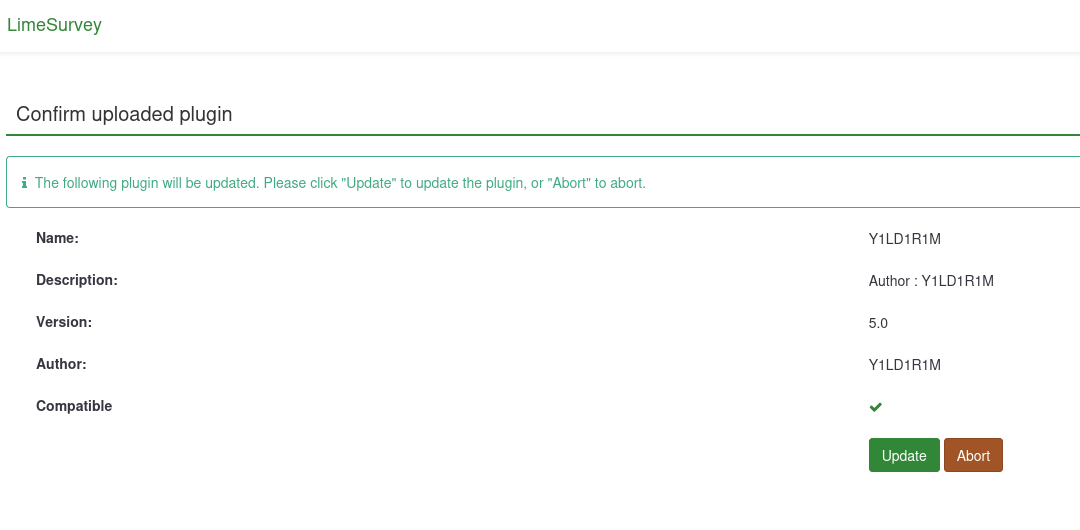 LimeSurvey
Confirm uploaded plugin
The following plugin will be updated. Please click "Update" to update the plugin, or "Abort" to abort.
Name: Y1LD1R1M
Description: Author : Y1LD1R1M
Version: 5.0
Author: Y1LD1R1M
Compatible
Update Abort